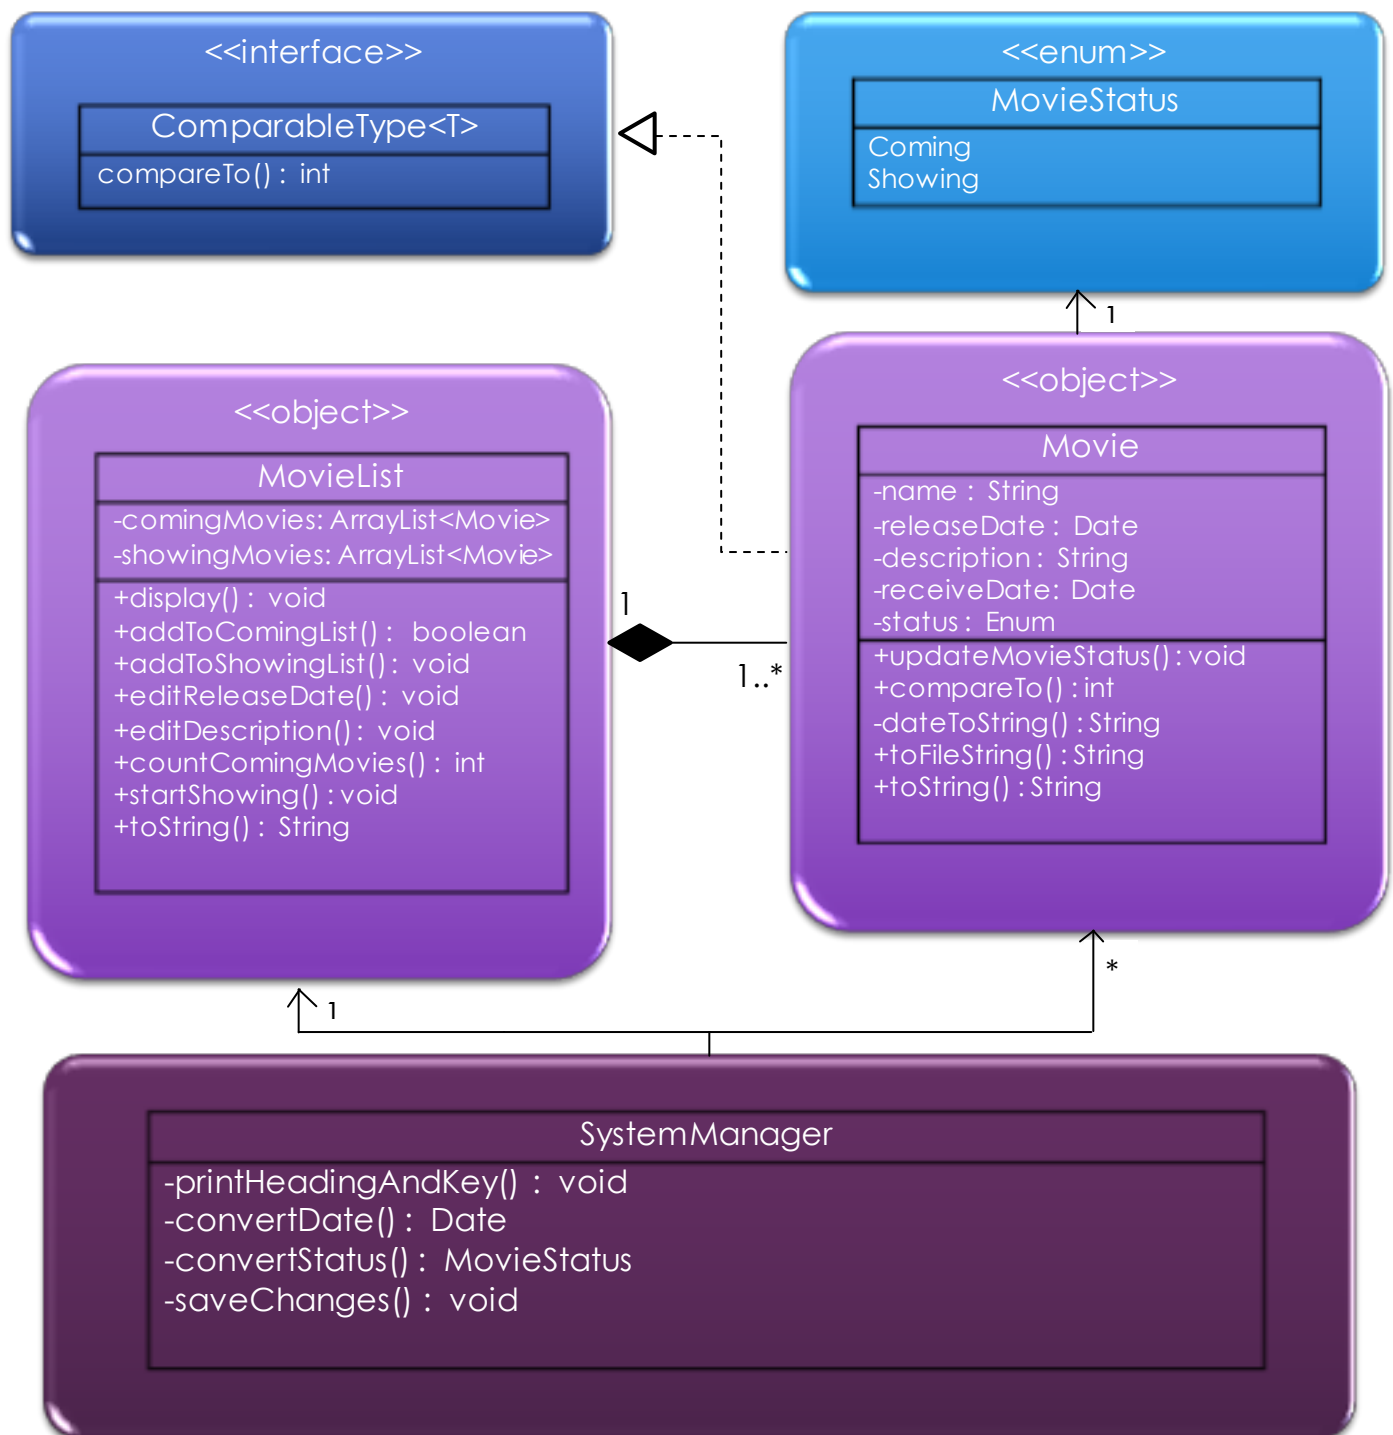 <<interface>>
ComparableType<T>
compareTo() : int
<<enum>>
MovieStatus
Coming
Showing
1
<<object>>
MovieList
-comingMovies: ArrayList<Movie>
-showingMovies: ArrayList<Movie>
+display() : void
+addToComingList() : boolean
+addToShowingList() : void
+editReleaseDate() : void
+editDescription() : void
+countComingMovies() : int
+startShowing() : void
+toString() : String
1
1..*
<<object>>
Movie
-name : String
-releaseDate : Date
-description : String
-receiveDate: Date
-status : Enum
+updateMovieStatus() : void
+compareTo() : int
-dateToString() : String
+toFileString() : String
+toString() : String
1
*
SystemManager
-printHeadingAndKey() : void
-convertDate() : Date
-convertStatus() : MovieStatus
-saveChanges() : void